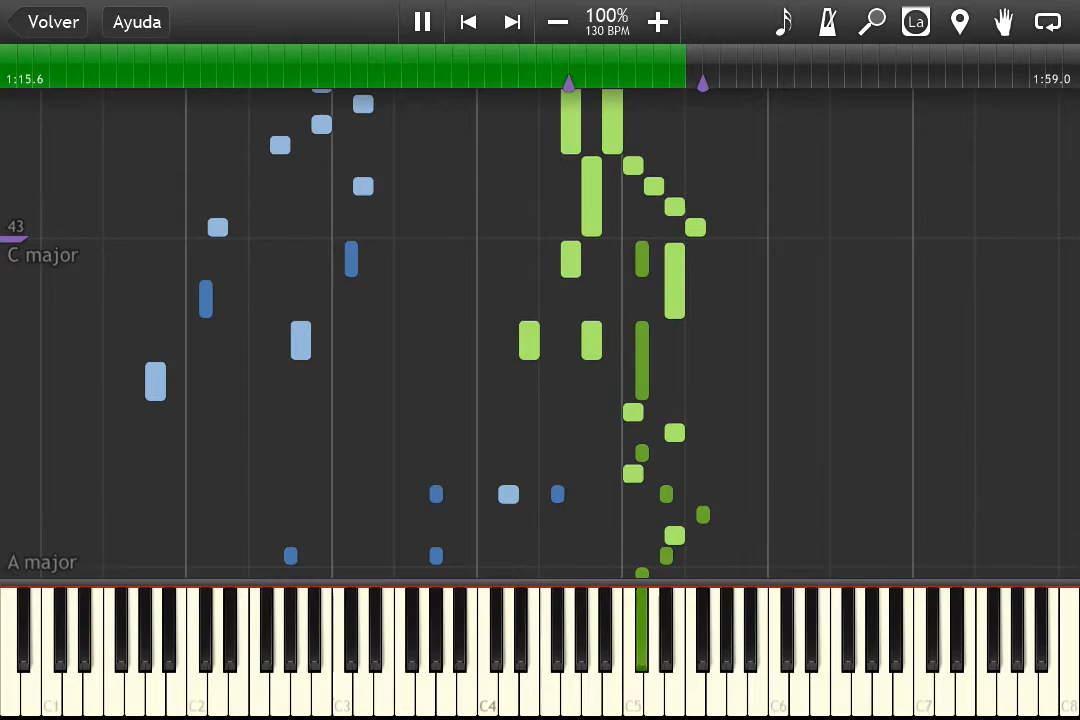 Volver
Ayuda
100%
130 BPM
La
1:15.6
1:59.0
43
C major
A major
C1
C2
C3
C4
C5
C6
C7
C8